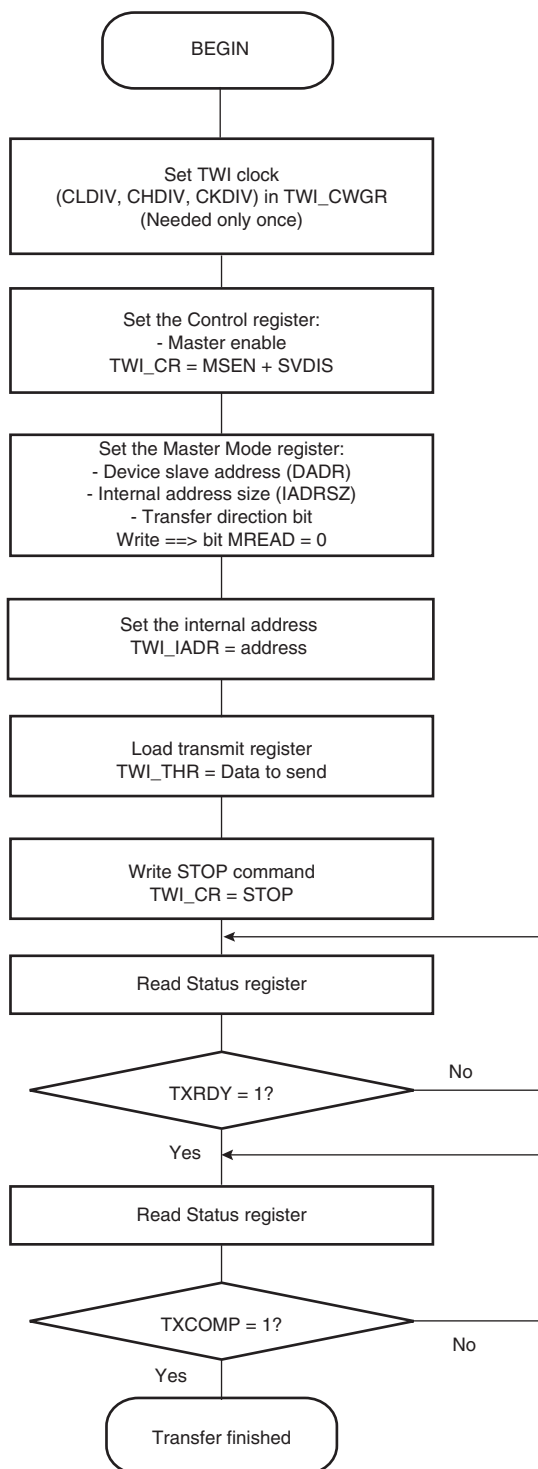 BEGIN
Set TWI clock
(CLDIV, CHDIV, CKDIV) in TWI_CWGR
(Needed only once)
Set the Control register:
- Master enable
TWI_CR = MSEN + SVDIS
Set the Master Mode register:
- Device slave address (DADR)
- Internal address size (IADRSZ)
- Transfer direction bit
Write ==> bit MREAD = 0
Set the internal address
TWI_IADR = address
Load transmit register
TWI_THR = Data to send
Write STOP command
TWI_CR = STOP
Read Status register
TXRDY = 1?
No
Yes
Read Status register
TXCOMP = 1?
No
Yes
Transfer finished